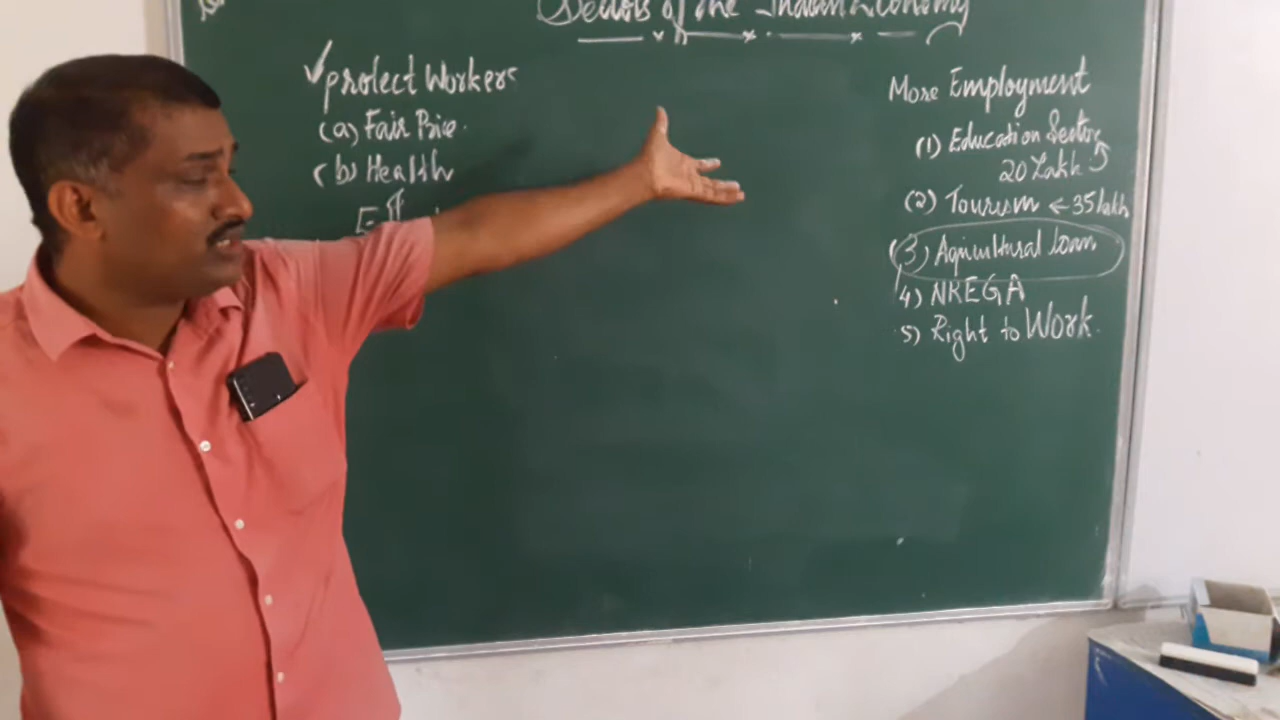 Sectors of the Indian Economy
✓ protect Workers
(a) Fair Price.
(b) Health
More Employment
(1) Education Sector
20 Lakh
(2) Tourism ← 35 lakh
(3) Agricultural loan
4) NREGA
5) Right to Work.